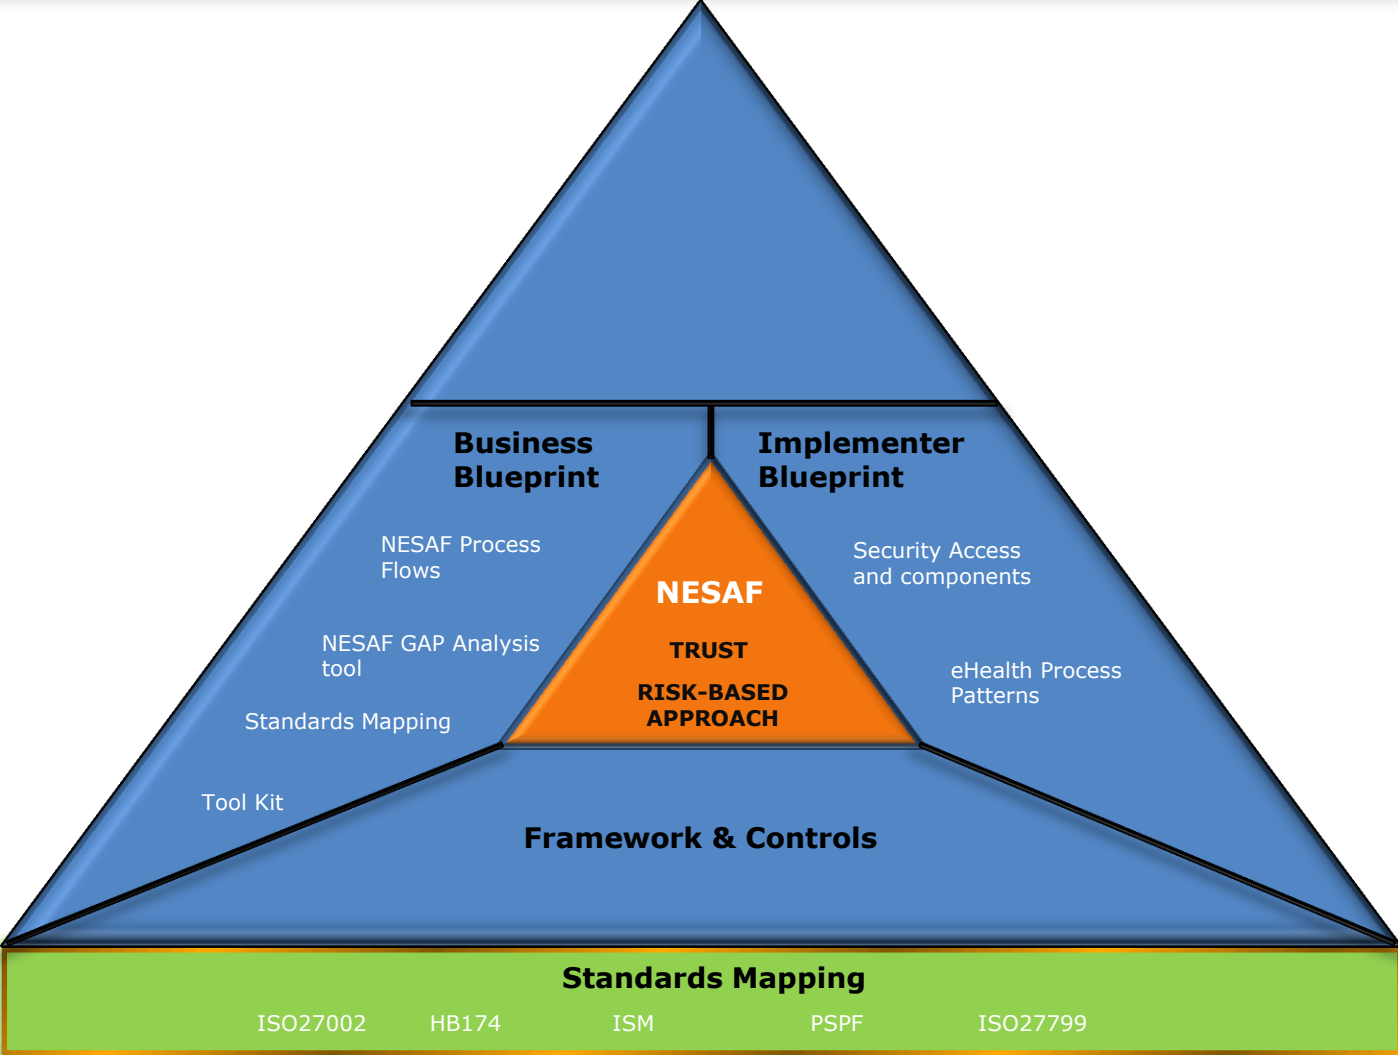 Business
Blueprint
Implementer
Blueprint
NESAF Process
Flows
Security Access
and components
NESAF
NESAF GAP Analysis
tool
TRUST
eHealth Process
Patterns
RISK-BASED
APPROACH
Standards Mapping
Tool Kit
Framework & Controls
Standards Mapping
ISO27002 HB174 ISM PSPF ISO27799